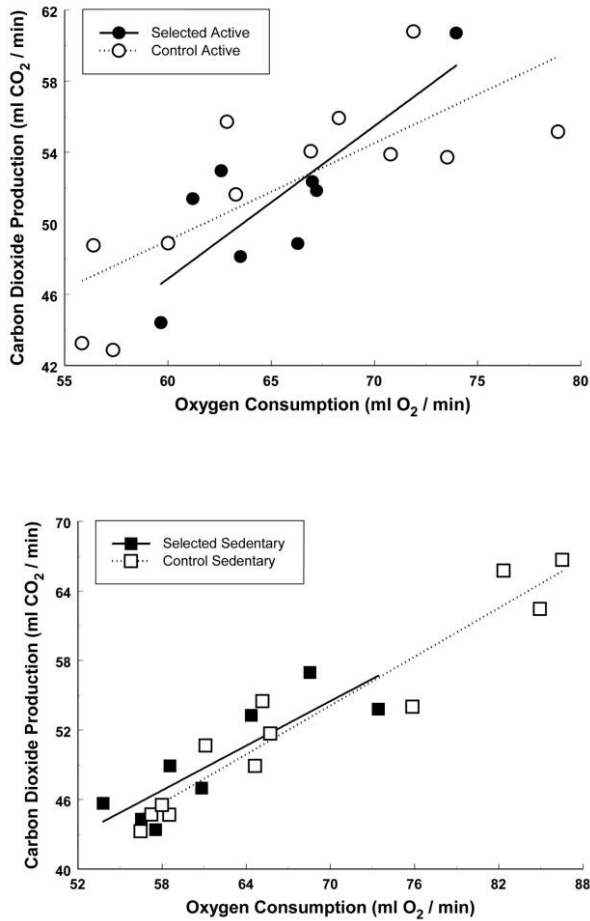 62
58
54
50
46
42
Carbon Dioxide Production (ml CO₂ / min)
Selected Active
Control Active
55 60 65 70 75 80
Oxygen Consumption (ml O₂ / min)
70
64
58
52
46
40
Carbon Dioxide Production (ml CO₂ / min)
Selected Sedentary
Control Sedentary
52 58 64 70 76 82 88
Oxygen Consumption (ml O₂ / min)